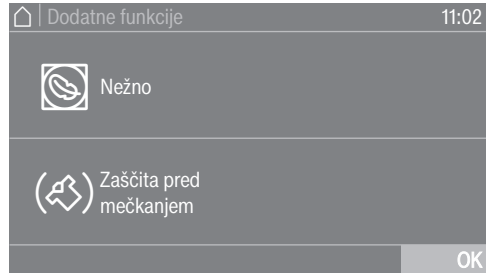 Dodatne funkcije 11:02
Nežno
Zaščita pred
mečkanjem
OK